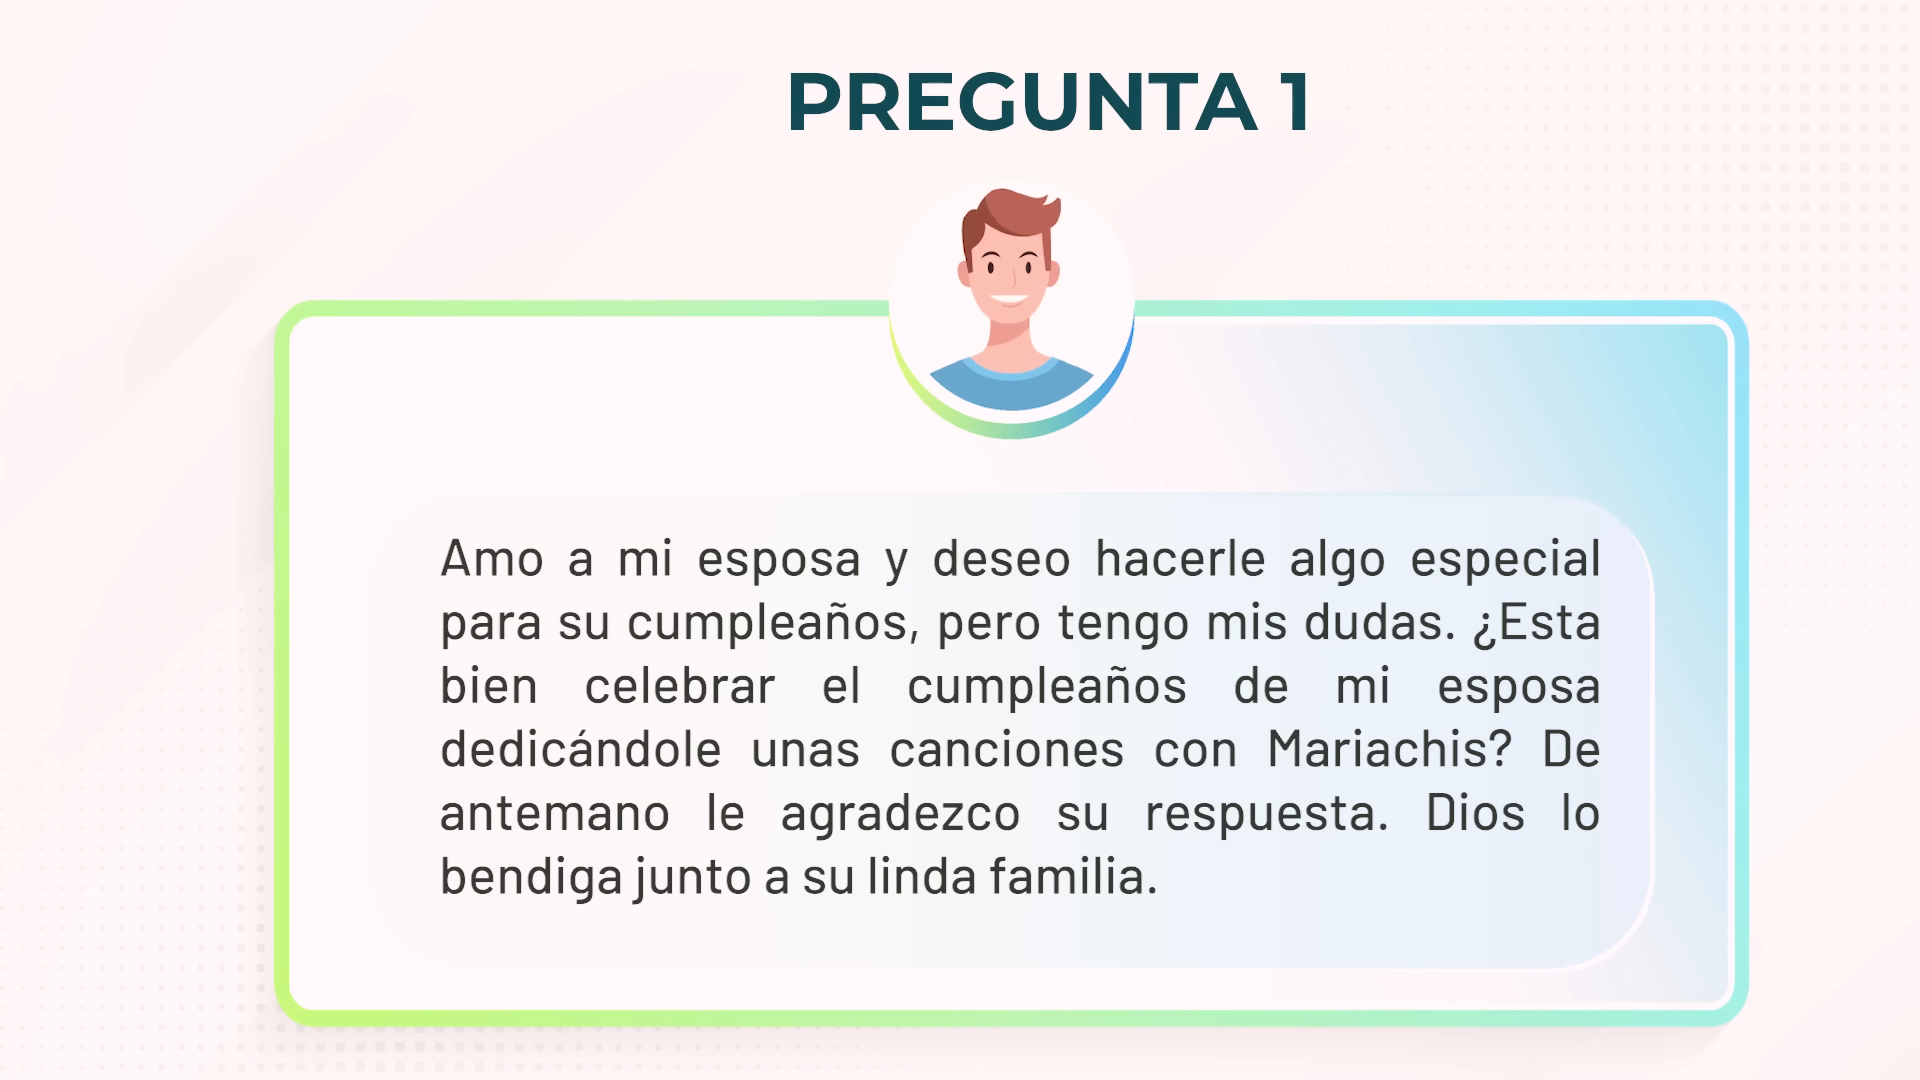 PREGUNTA 1
Amo a mi esposa y deseo hacerle algo especial
para su cumpleaños, pero tengo mis dudas. ¿Esta
bien celebrar el cumpleaños de mi esposa
dedicándole unas canciones con Mariachis? De
antemano le agradezco su respuesta. Dios lo
bendiga junto a su linda familia.